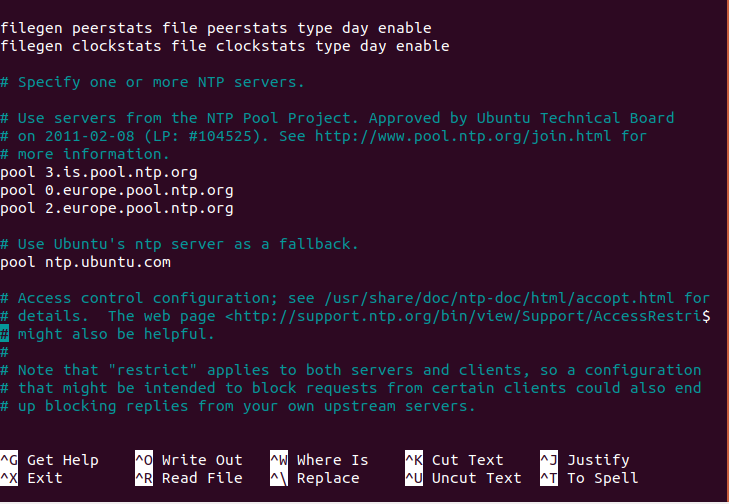 filegen peerstats file peerstats type day enable
filegen clockstats file clockstats type day enable
# Specify one or more NTP servers.
# Use servers from the NTP Pool Project. Approved by Ubuntu Technical Board
# on 2011-02-08 (LP: #104525). See http://www.pool.ntp.org/join.html for
# more information.
pool 3.is.pool.ntp.org
pool 0.europe.pool.ntp.org
pool 2.europe.pool.ntp.org
# Use Ubuntu's ntp server as a fallback.
pool ntp.ubuntu.com
# Access control configuration; see /usr/share/doc/ntp-doc/html/accopt.html for
# details.  The web page <http://support.ntp.org/bin/view/Support/AccessRestri$
# might also be helpful.
#
# Note that "restrict" applies to both servers and clients, so a configuration
# that might be intended to block requests from certain clients could also end
# up blocking replies from your own upstream servers.
^G Get Help ^O Write Out ^W Where Is ^K Cut Text ^J Justify
^X Exit ^R Read File ^\ Replace ^U Uncut Text ^T To Spell